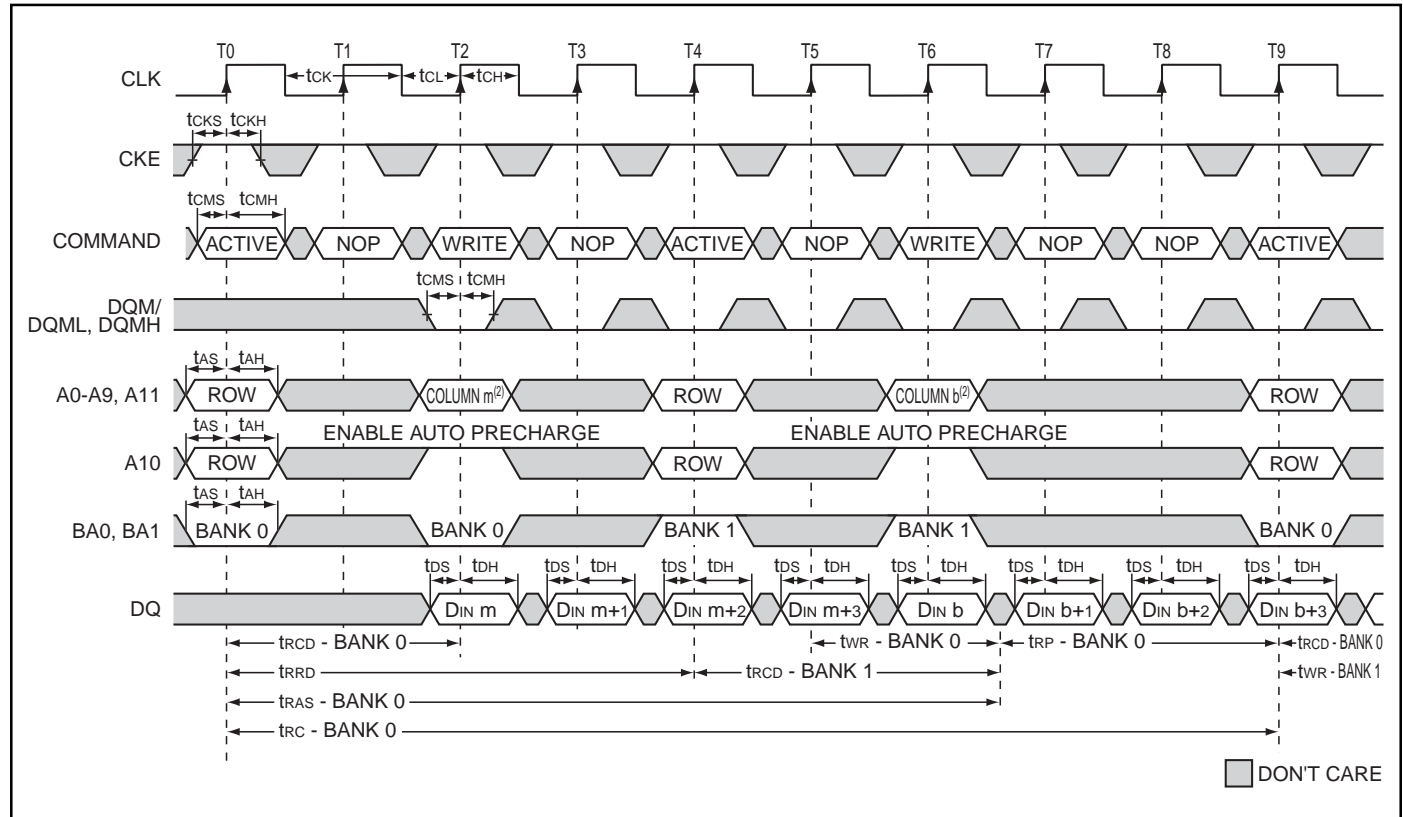 T0 T1 T2 T3 T4 T5 T6 T7 T8 T9
CLK tCK tCL tCH
tCKS tCKH
CKE
tCMS tCMH
COMMAND ACTIVE NOP WRITE NOP ACTIVE NOP WRITE NOP NOP ACTIVE
tCMS tCMH
DQM/
DQML, DQMH
tAS tAH
A0-A9, A11 ROW COLUMN m(2) ROW COLUMN b(2) ROW
tAS tAH ENABLE AUTO PRECHARGE ENABLE AUTO PRECHARGE
A10 ROW ROW ROW
tAS tAH
BA0, BA1 BANK 0 BANK 0 BANK 1 BANK 1 BANK 0
tDS tDH tDS tDH tDS tDH tDS tDH tDS tDH tDS tDH tDS tDH tDS tDH
DQ DIN m DIN m+1 DIN m+2 DIN m+3 DIN b DIN b+1 DIN b+2 DIN b+3
tRCD - BANK 0 tWR - BANK 0 tRP - BANK 0 tRCD - BANK 0
tRRD tRCD - BANK 1 tWR - BANK 1
tRAS - BANK 0
tRC - BANK 0
DON'T CARE